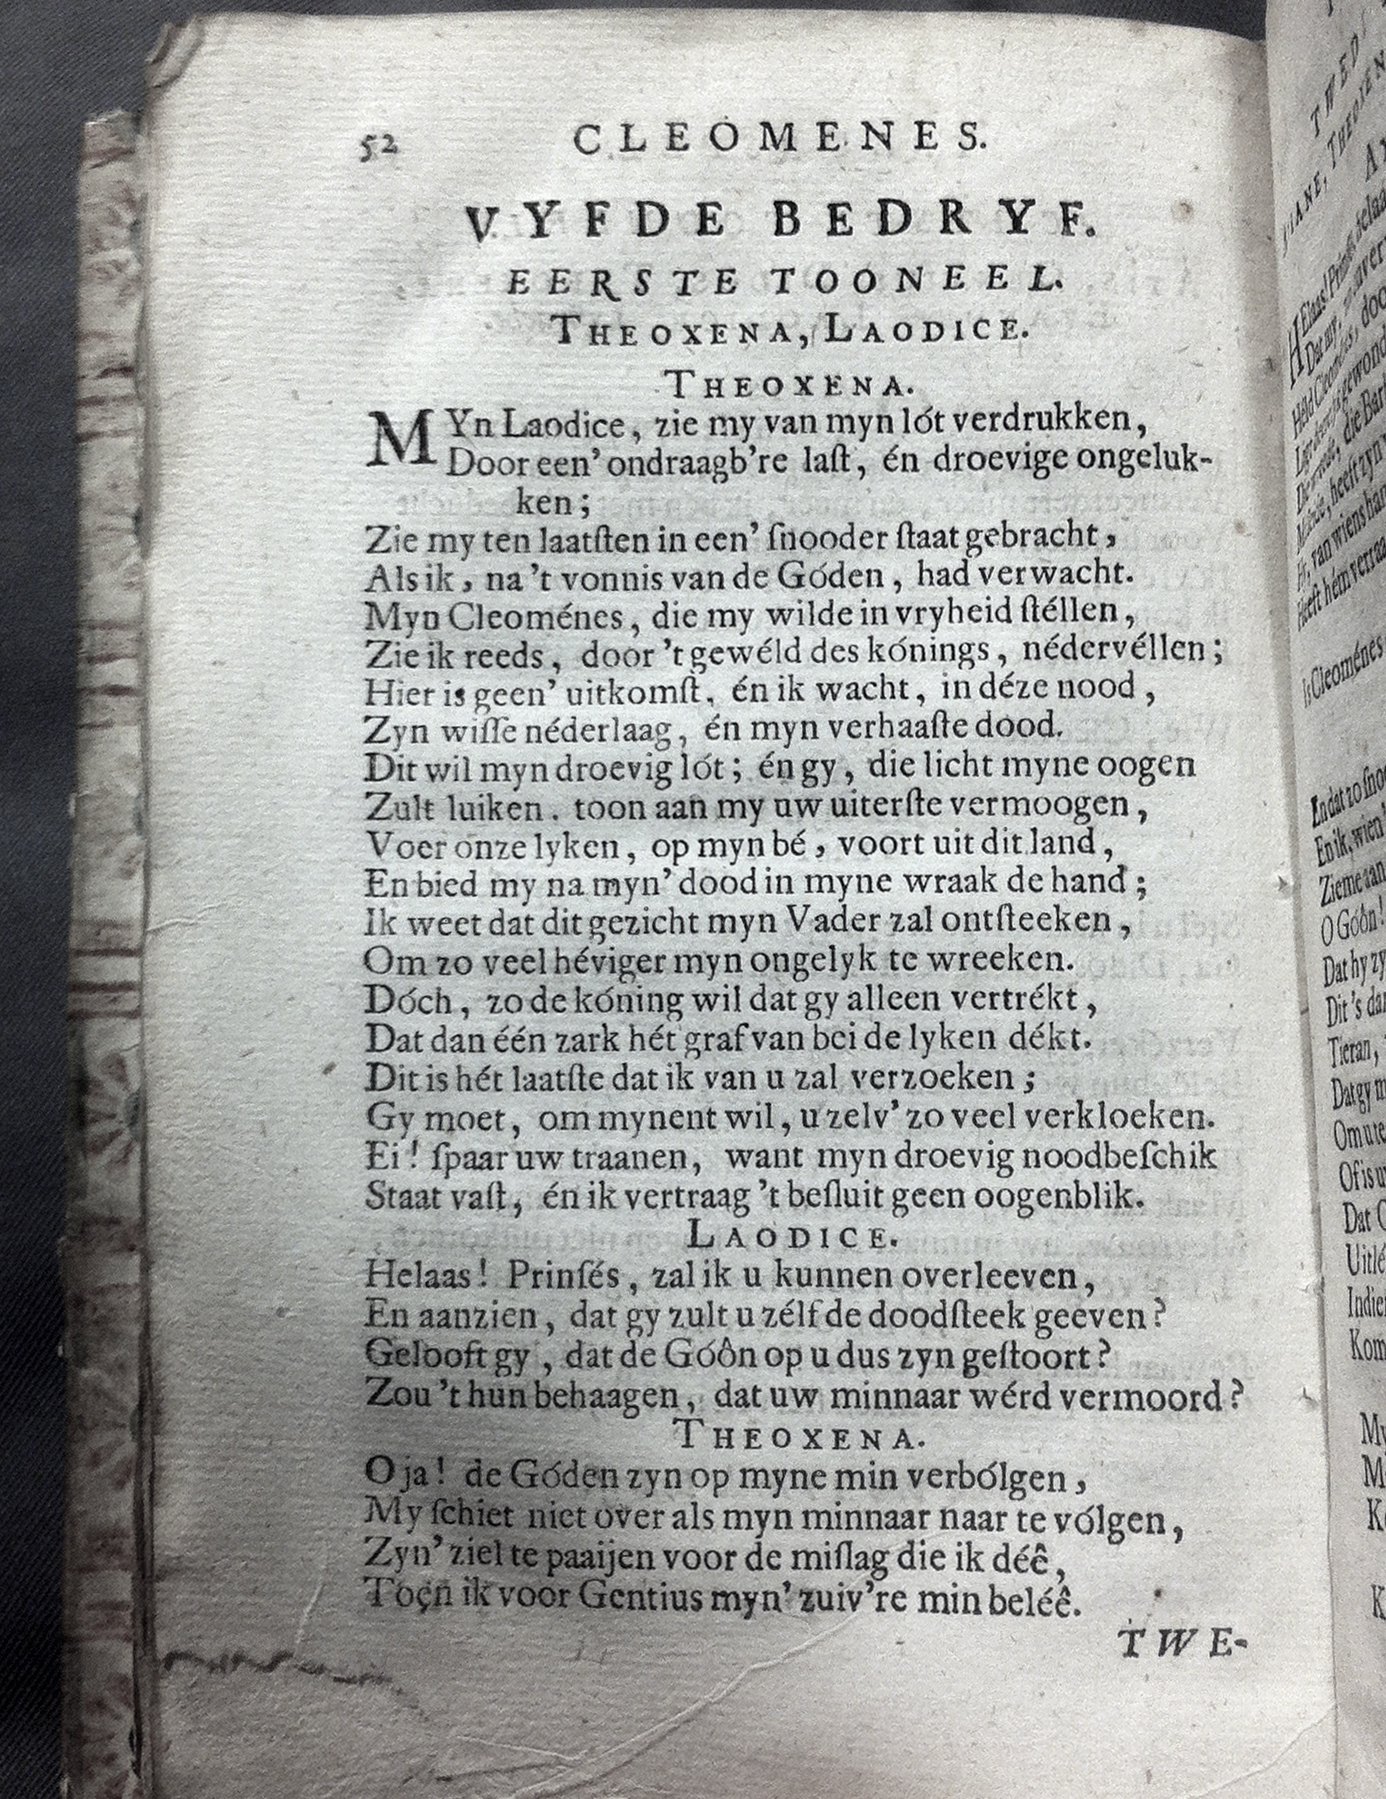 52 CLEOMENES.
VYFDE BEDRYF.
EERSTE TOONEEL.
THEOXENA, LAODICE.
THEOXENA.
MYn Laodice, zie my van myn lót verdrukken,
Door een' ondraagb're laſt, én droevige ongeluk-
ken;
Zie my ten laatſten in een' ſnooder ſtaat gebracht,
Als ik, na 't vonnis van de Góden, had verwacht.
Myn Cleoménes, die my wilde in vryheid ſtéllen,
Zie ik reeds, door 't gewéld des kónings, nédervéllen;
Hier is geen' uitkomſt, én ik wacht, in déze nood,
Zyn wiſſe néderlaag, én myn verhaaſte dood.
Dit wil myn droevig lót; én gy, die licht myne oogen
Zult luiken. toon aan my uw uiterſte vermoogen,
Voer onze lyken, op myn bé, voort uit dit land,
En bied my na myn' dood in myne wraak de hand;
Ik weet dat dit gezicht myn Vader zal ontſteeken,
Om zo veel héviger myn ongelyk te wreeken.
Dóch, zo de kóning wil dat gy alleen vertrékt,
Dat dan één zark hét graf van bei de lyken dékt.
Dit is hét laatſte dat ik van u zal verzoeken;
Gy moet, om mynent wil, u zelv' zo veel verkloeken.
Ei! ſpaar uw traanen, want myn droevig noodbeſchik
Staat vaſt, én ik vertraag 't beſluit geen oogenblik.
LAODICE.
Helaas! Prinſés, zal ik u kunnen overleeven,
En aanzien, dat gy zult u zélf de doodſteek geeven?
Gelooft gy, dat de Góôn op u dus zyn geſtoort?
Zou 't hun behaagen, dat uw minnaar wérd vermoord?
THEOXENA.
O ja! de Góden zyn op myne min verbólgen,
My ſchiet niet over als myn minnaar naar te vólgen,
Zyn' ziel te paaijen voor de miſlag die ik déê,
Toen ik voor Gentius myn' zuiv're min beléê.
TWE-